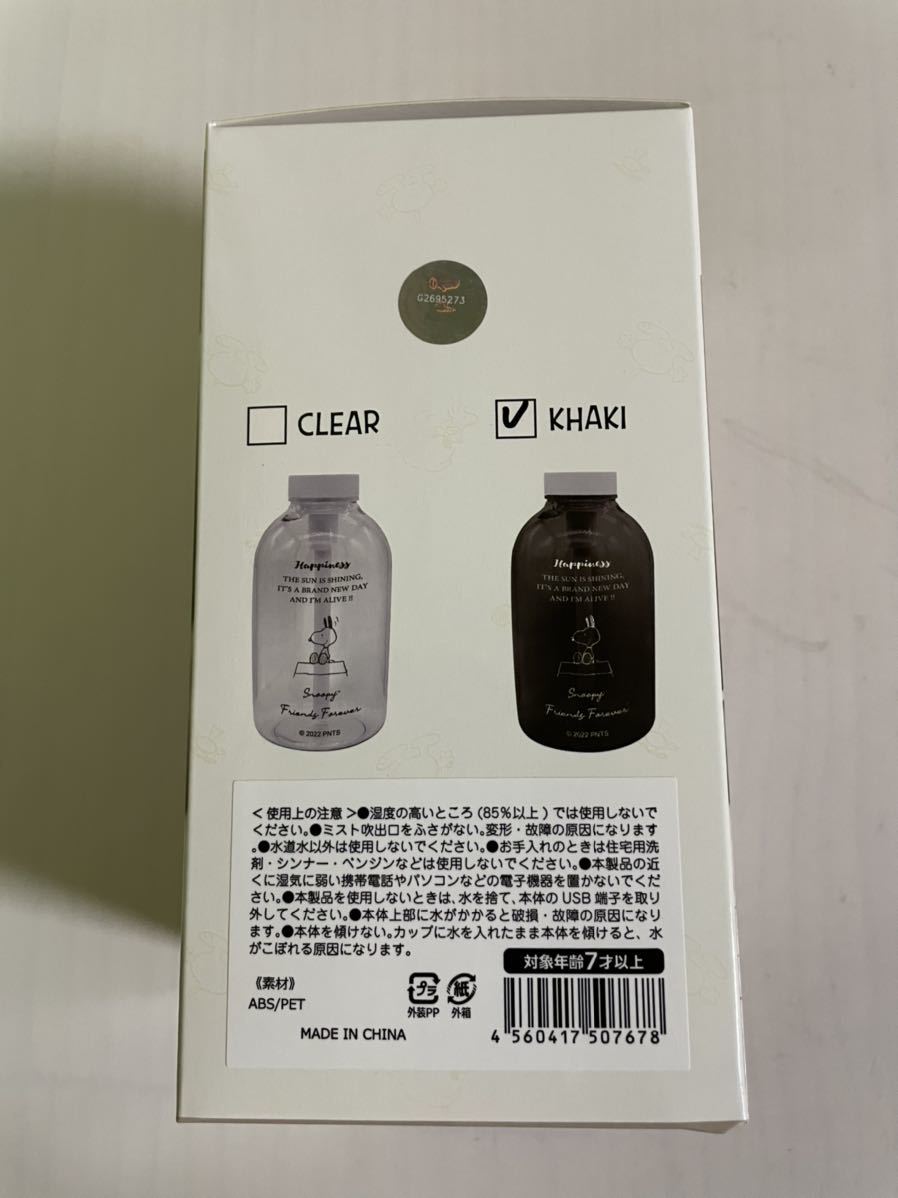 G2695273
CLEAR
KHAKI
Happiness
THE SUN IS SHINING,
IT'S A BRAND NEW DAY
AND I'M ALIVE !!
Snoopy™
Friends Forever
© 2022 PNTS
Happiness
THE SUN IS SHINING,
IT'S A BRAND NEW DAY
AND I'M ALIVE !!
Snoopy
Friends Forever
© 2022 PNTS
＜使用上の注意＞●湿度の高いところ(85%以上)では使用しないで
ください。●ミスト吹出口をふさがない。変形・故障の原因になります
。●水道水以外は使用しないでください。●お手入れのときは住宅用洗
剤・シンナー・ベンジンなどは使用しないでください。●本製品の近
くに湿気に弱い携帯電話やパソコンなどの電子機器を置かないでくだ
さい。●本製品を使用しないときは、水を捨て、本体のUSB端子を取り
外してください。●本体上部に水がかかると破損・故障の原因になり
ます。●本体を傾けない。カップに水を入れたまま本体を傾けると、水
がこぼれる原因になります。
対象年齢7才以上
《素材》
ABS/PET
プラ
外装PP
紙
外箱
MADE IN CHINA
4 560417 507678